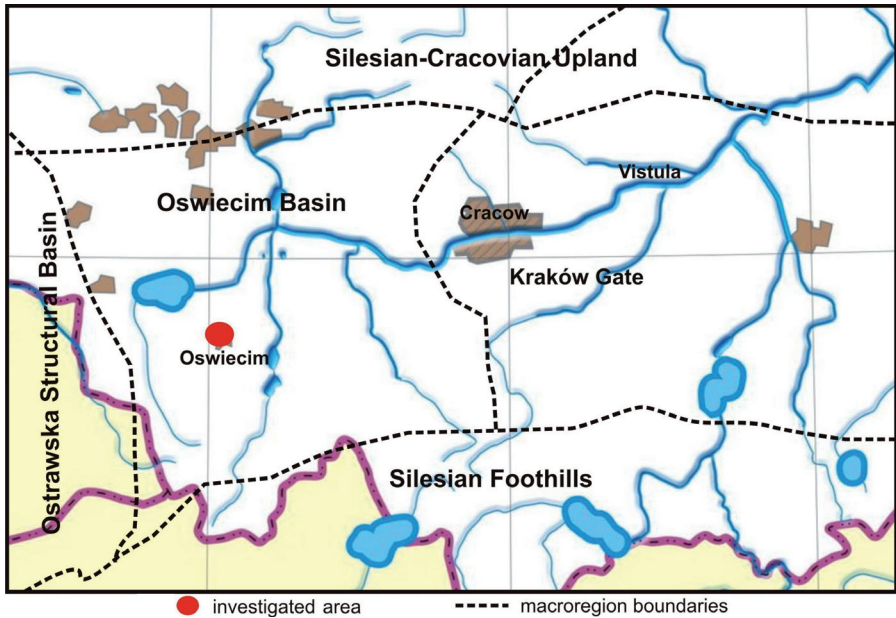 Silesian-Cracovian Upland
Vistula
Oswiecim Basin
Cracow
Kraków Gate
Ostrawska Structural Basin
Oswiecim
Silesian Foothills
investigated area
macroregion boundaries